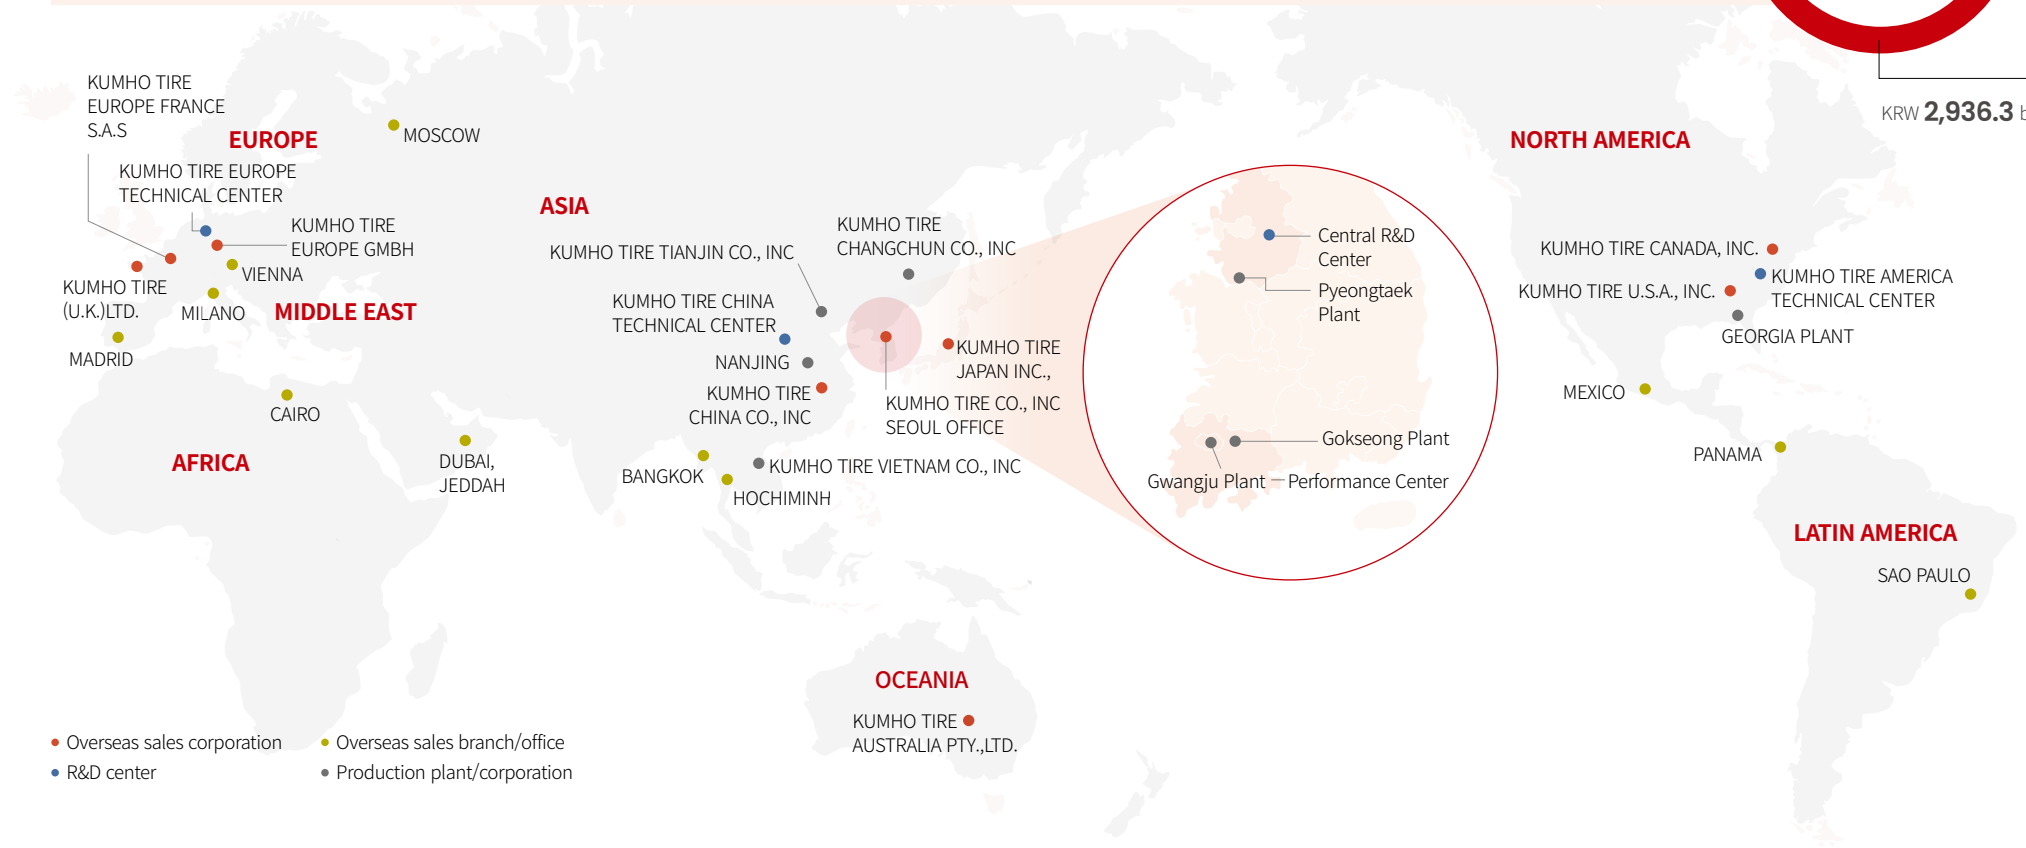 KUMHO TIRE
EUROPE FRANCE
S.A.S
EUROPE
MOSCOW
KUMHO TIRE EUROPE
TECHNICAL CENTER
KUMHO TIRE
EUROPE GMBH
VIENNA
KUMHO TIRE
(U.K.)LTD.
MILANO
MADRID
MIDDLE EAST
CAIRO
AFRICA
DUBAI,
JEDDAH
ASIA
KUMHO TIRE TIANJIN CO., INC
KUMHO TIRE
CHANGCHUN CO., INC
KUMHO TIRE CHINA
TECHNICAL CENTER
NANJING
KUMHO TIRE
CHINA CO., INC
KUMHO TIRE
JAPAN INC.,
KUMHO TIRE CO., INC
SEOUL OFFICE
BANGKOK
KUMHO TIRE VIETNAM CO., INC
HOCHIMINH
Central R&D
Center
Pyeongtaek
Plant
Gokseong Plant
Gwangju Plant
Performance Center
OCEANIA
KUMHO TIRE
AUSTRALIA PTY.,LTD.
KRW 2,936.3
NORTH AMERICA
KUMHO TIRE CANADA, INC.
KUMHO TIRE AMERICA
TECHNICAL CENTER
KUMHO TIRE U.S.A., INC.
GEORGIA PLANT
MEXICO
PANAMA
LATIN AMERICA
SAO PAULO
Overseas sales corporation
Overseas sales branch/office
R&D center
Production plant/corporation